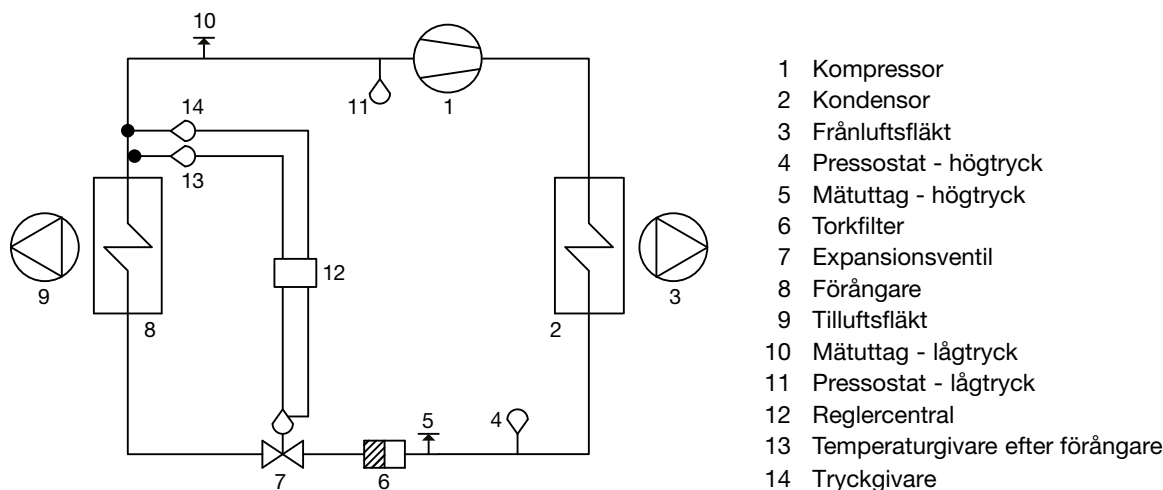 10
14
11
1
13
12
9
8
2
3
4
5
7
6
1 Kompressor
2 Kondensor
3 Frånluftsfläkt
4 Pressostat - högtryck
5 Mätuttag - högtryck
6 Torkfilter
7 Expansionsventil
8 Förångare
9 Tilluftsfläkt
10 Mätuttag - lågtryck
11 Pressostat - lågtryck
12 Reglercentral
13 Temperaturgivare efter förångare
14 Tryckgivare